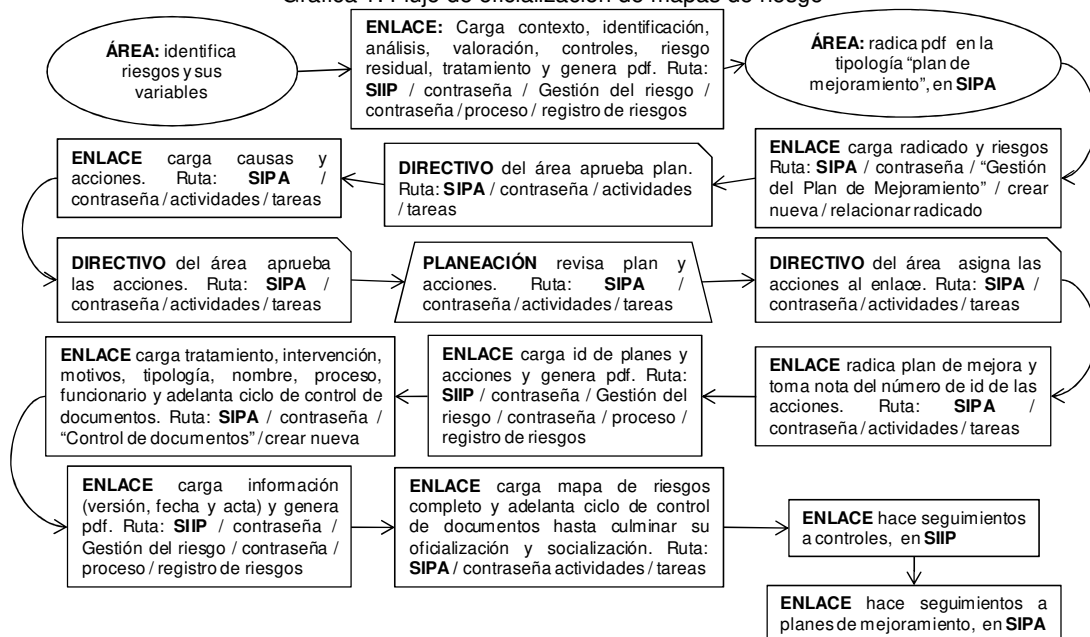 Gráfica 1. Flujo de oficialización de mapas de riesgo
ÁREA: identifica
riesgos y sus
variables
ENLACE: Carga contexto, identificación,
análisis, valoración, controles, riesgo
residual, tratamiento y genera pdf. Ruta:
SIIP / contraseña / Gestión del riesgo /
contraseña / proceso / registro de riesgos
ÁREA: radica pdf en la
tipología “plan de
mejoramiento”, en SIPA
ENLACE carga radicado y riesgos
Ruta: SIPA / contraseña / “Gestión
del Plan de Mejoramiento” / crear
nueva / relacionar radicado
DIRECTIVO del área aprueba plan.
Ruta: SIPA / contraseña / actividades
/ tareas
ENLACE carga causas y
acciones. Ruta: SIPA /
contraseña / actividades / tareas
DIRECTIVO del área aprueba
las acciones. Ruta: SIPA /
contraseña / actividades / tareas
PLANEACIÓN revisa plan y
acciones. Ruta: SIPA /
contraseña / actividades / tareas
DIRECTIVO del área asigna las
acciones al enlace. Ruta: SIPA /
contraseña / actividades / tareas
ENLACE radica plan de mejora y
toma nota del número de id de las
acciones. Ruta: SIPA /
contraseña / actividades / tareas
ENLACE carga id de planes y
acciones y genera pdf. Ruta:
SIIP / contraseña / Gestión del
riesgo / contraseña / proceso /
registro de riesgos
ENLACE carga tratamiento, intervención,
motivos, tipología, nombre, proceso,
funcionario y adelanta ciclo de control de
documentos. Ruta: SIPA / contraseña /
“Control de documentos” / crear nueva
ENLACE carga información
(versión, fecha y acta) y genera
pdf. Ruta: SIIP / contraseña /
Gestión del riesgo / contraseña /
proceso / registro de riesgos
ENLACE carga mapa de riesgos
completo y adelanta ciclo de control
de documentos hasta culminar su
oficialización y socialización. Ruta:
SIPA / contraseña actividades / tareas
ENLACE hace seguimientos
a controles, en SIIP
ENLACE hace seguimientos a
planes de mejoramiento, en SIPA